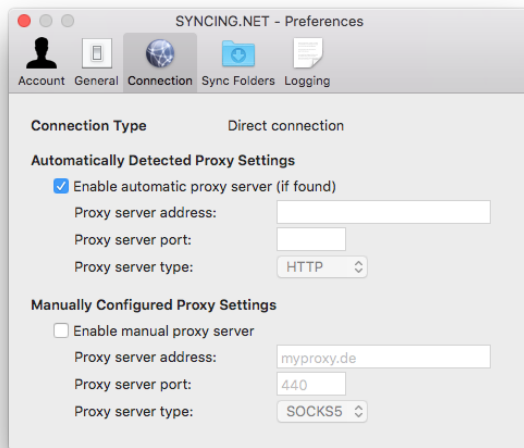 SYNCING.NET - Preferences
Account General Connection Sync Folders Logging
Connection Type Direct connection
Automatically Detected Proxy Settings
Enable automatic proxy server (if found)
Proxy server address:
Proxy server port:
Proxy server type: HTTP
Manually Configured Proxy Settings
Enable manual proxy server
Proxy server address: myproxy.de
Proxy server port: 440
Proxy server type: SOCKS5